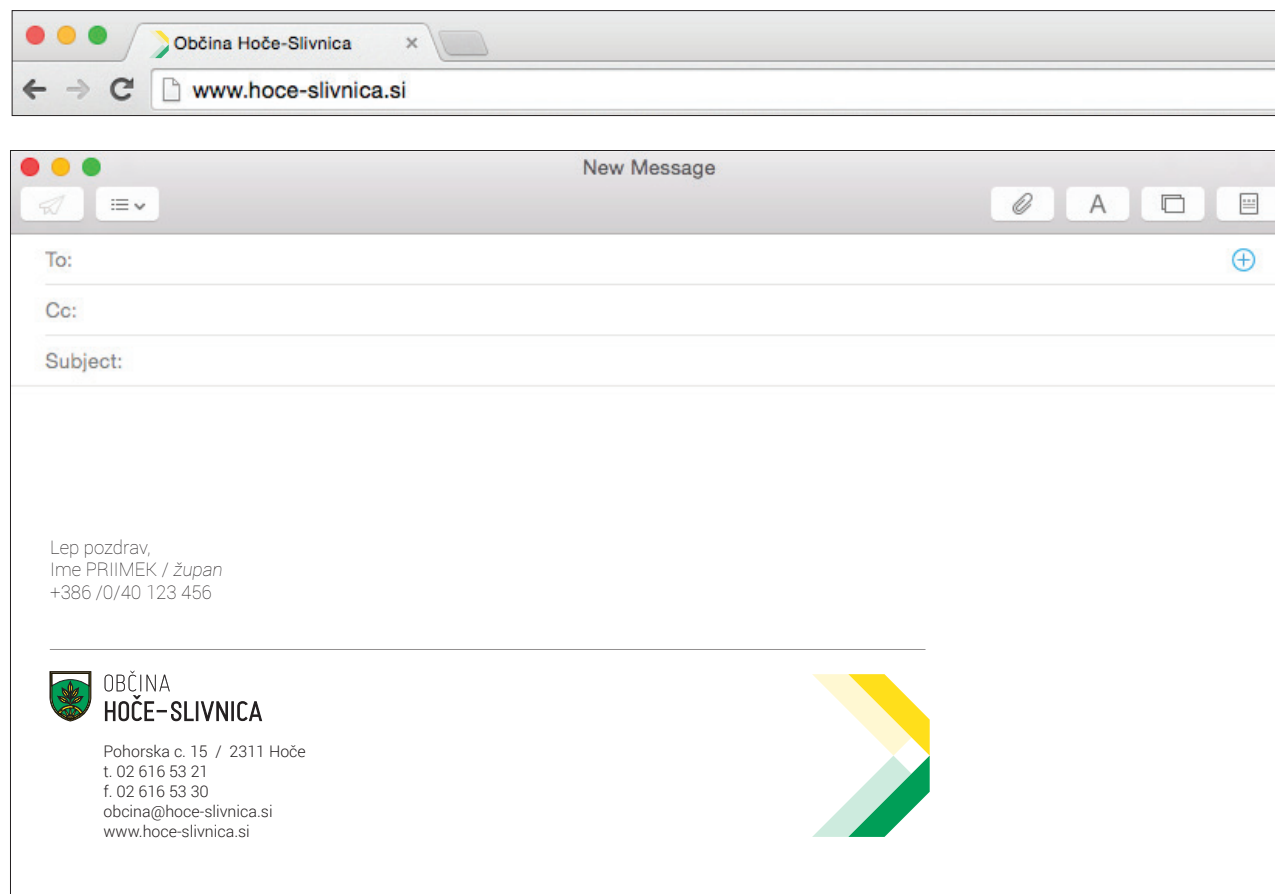 Občina Hoče-Slivnica
www.hoce-slivnica.si
New Message
A
To:
Cc:
Subject:
Lep pozdrav,
Ime PRIIMEK / župan
+386 /0/40 123 456
OBČINA
HOČE-SLIVNICA
Pohorska c. 15 / 2311 Hoče
t. 02 616 53 21
f. 02 616 53 30
obcina@hoce-slivnica.si
www.hoce-slivnica.si